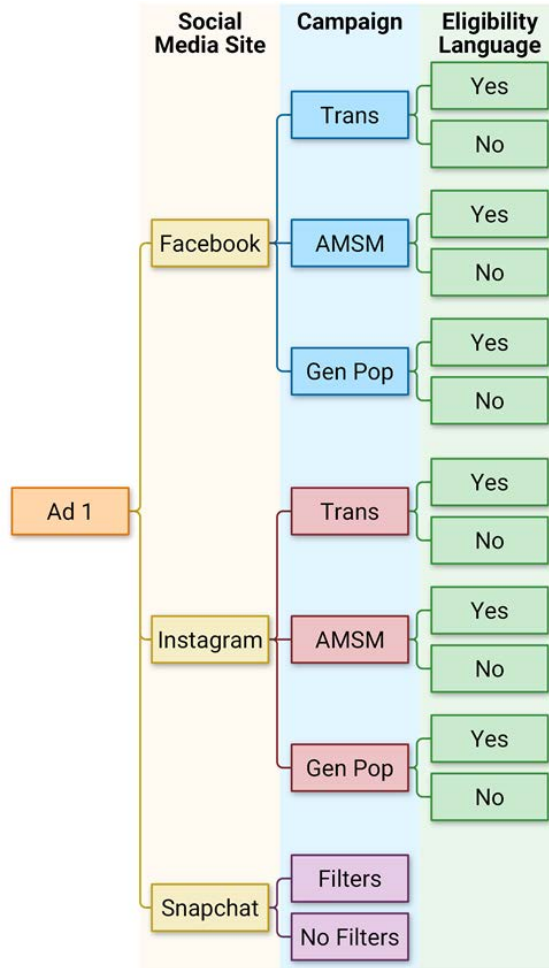 Social
Media Site
Campaign
Eligibility
Language
Ad 1
Facebook
Trans
Yes
No
AMSM
Yes
No
Gen Pop
Yes
No
Instagram
Trans
Yes
No
AMSM
Yes
No
Gen Pop
Yes
No
Snapchat
Filters
No Filters